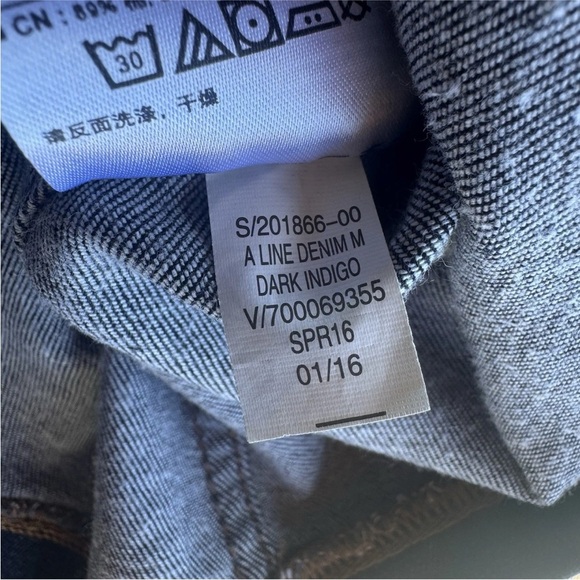 CN: 69% 棉,
30
请反面洗涤，干燥
S/201866-00
A LINE DENIM M
DARK INDIGO
V/700069355
SPR16
01/16